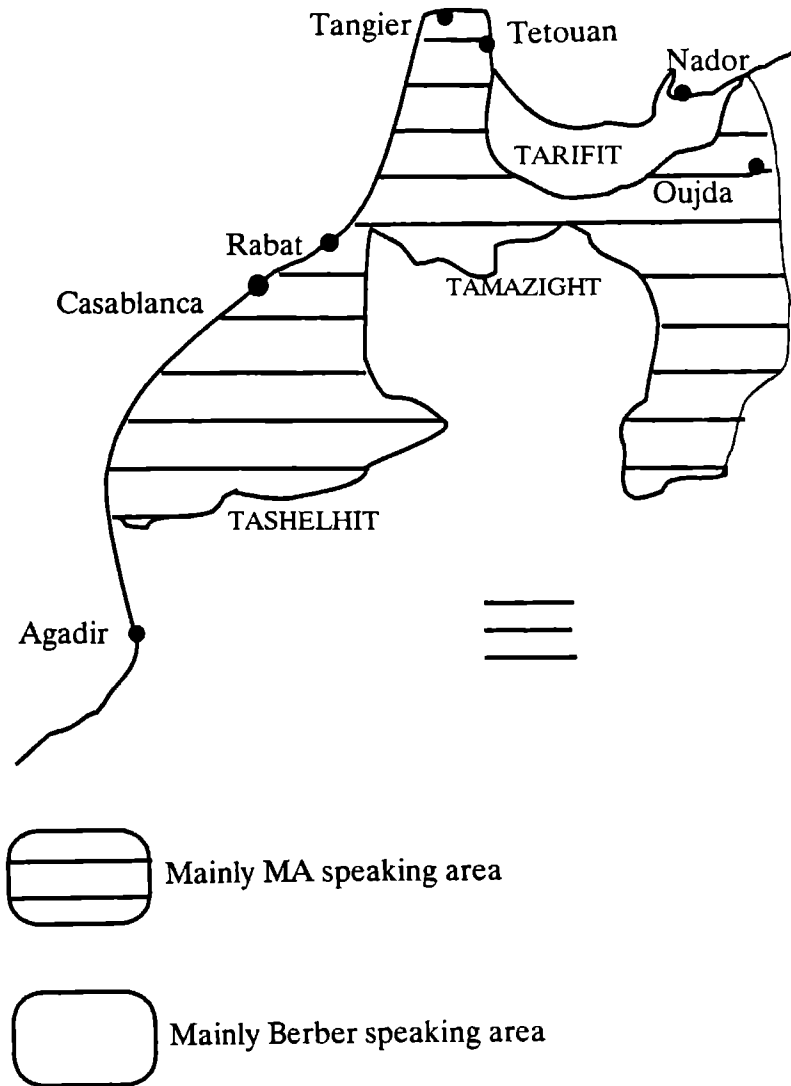 Tangier
Tetouan
Nador
TARIFIT
Oujda
Rabat
TAMAZIGHT
Casablanca
TASHELHIT
Agadir
Mainly MA speaking area
Mainly Berber speaking area